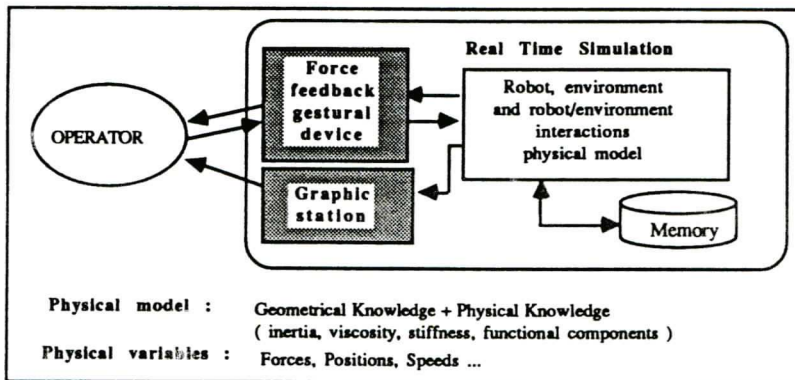 Real Time Simulation
Force
feedback
gestural
device
OPERATOR
Robot, environment
and robot/environment
interactions
physical model
Graphic
station
Memory
Physical model : Geometrical Knowledge + Physical Knowledge
( inertia, viscosity, stiffness, functional components )
Physical variables : Forces, Positions, Speeds ...